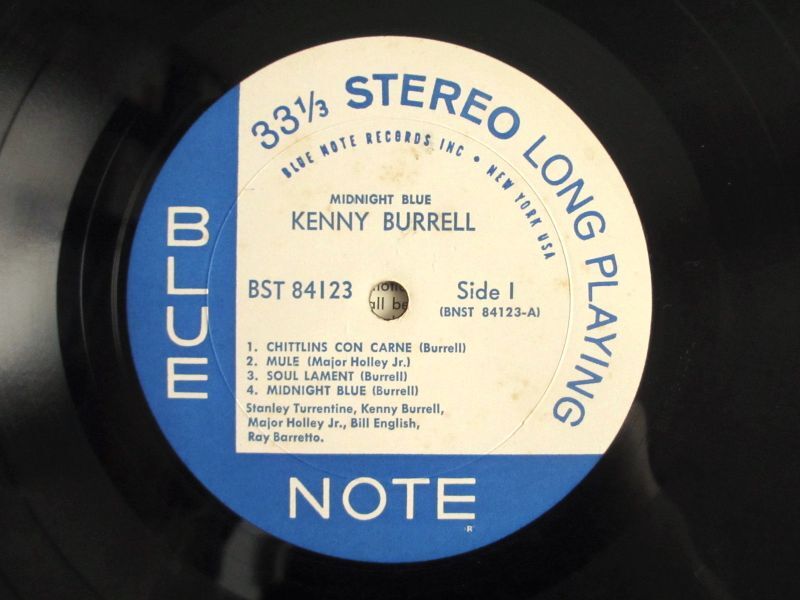 33⅓ STEREO LONG PLAYING
BLUE NOTE RECORDS INC • NEW YORK USA
MIDNIGHT BLUE
KENNY BURRELL
BST 84123
Side 1
(BNST 84123-A)
all be
1. CHITTLINS CON CARNE (Burrell)
2. MULE (Major Holley Jr.)
3. SOUL LAMENT (Burrell)
4. MIDNIGHT BLUE (Burrell)
Stanley Turrentine, Kenny Burrell,
Major Holley Jr., Bill English,
Ray Barretto.
BLUE
NOTE
R